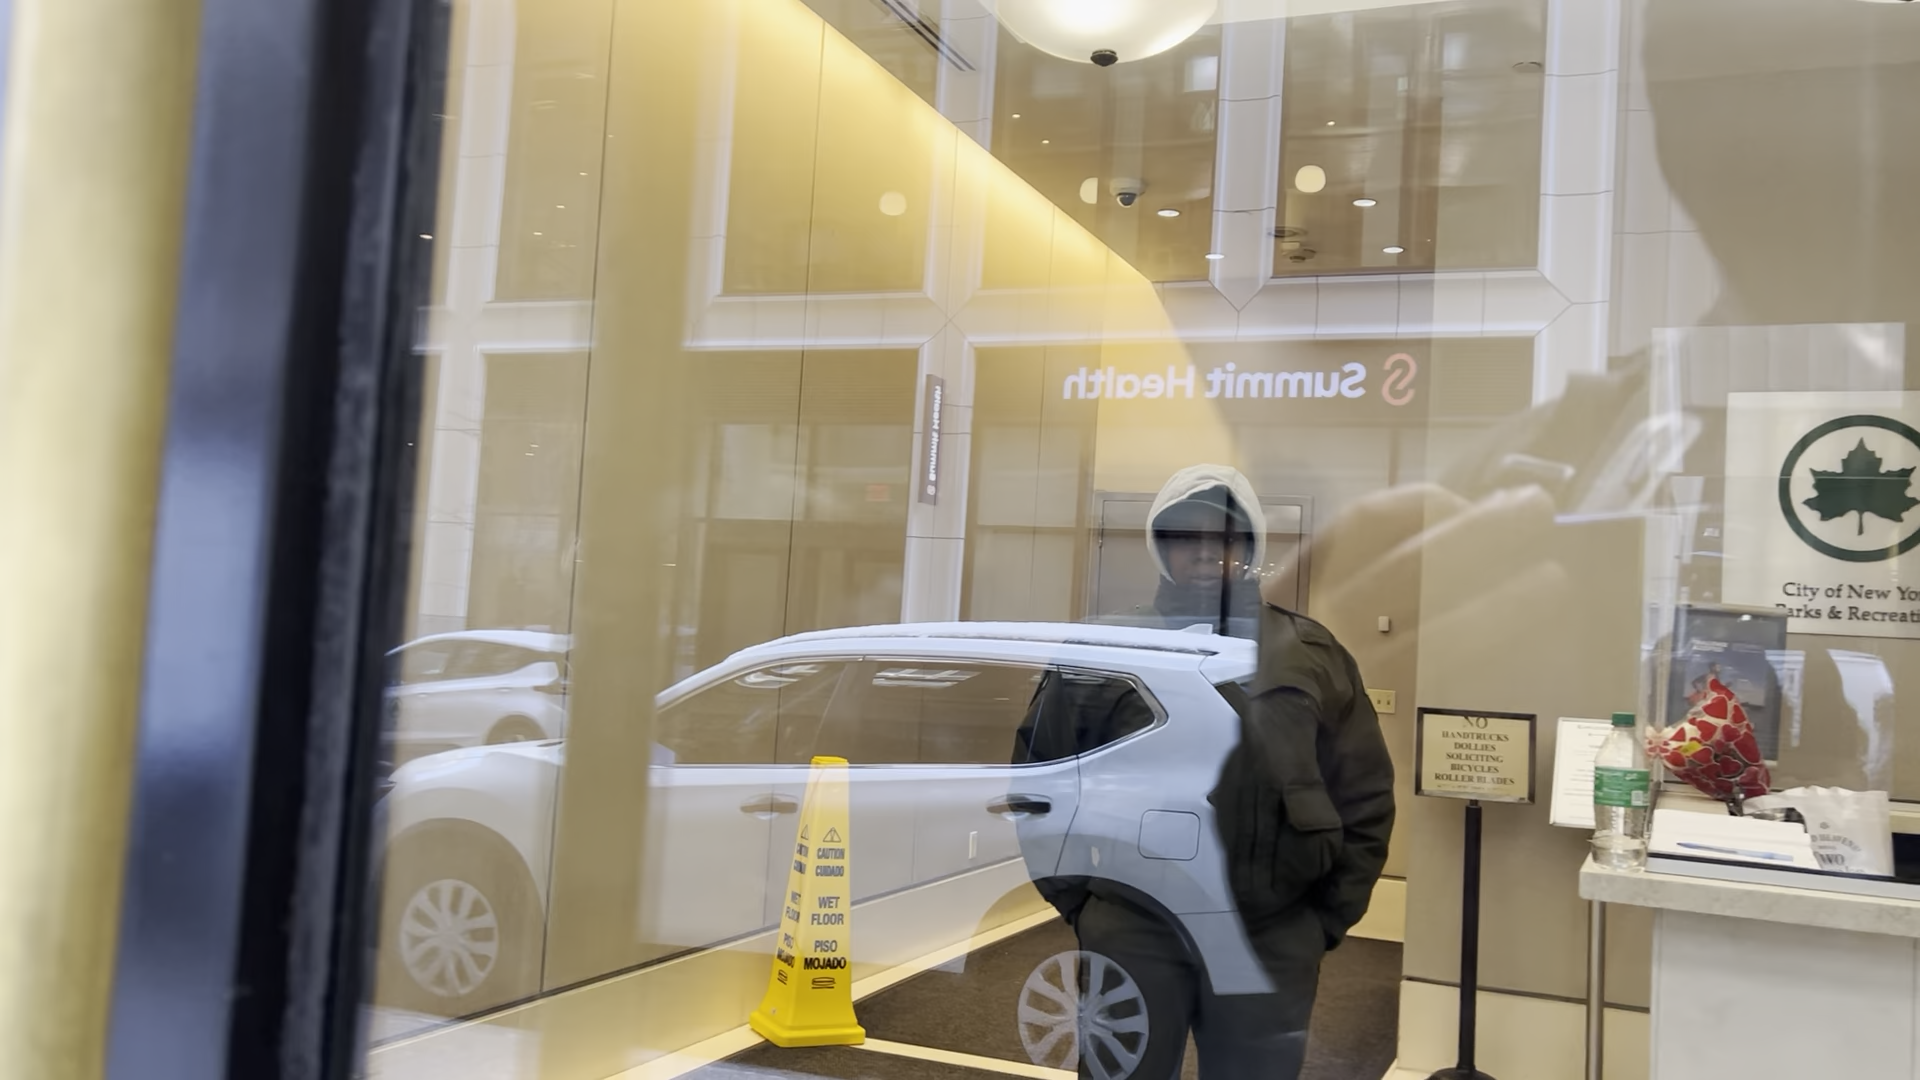 Summit Health
City of New Yor
Parks & Recreati
NO
HANDTRUCKS
DOLLIES
SOLICITING
BICYCLES
ROLLER BLADES
CAUTION
CUIDADO
WET
FLOOR
PISO
MOJADO